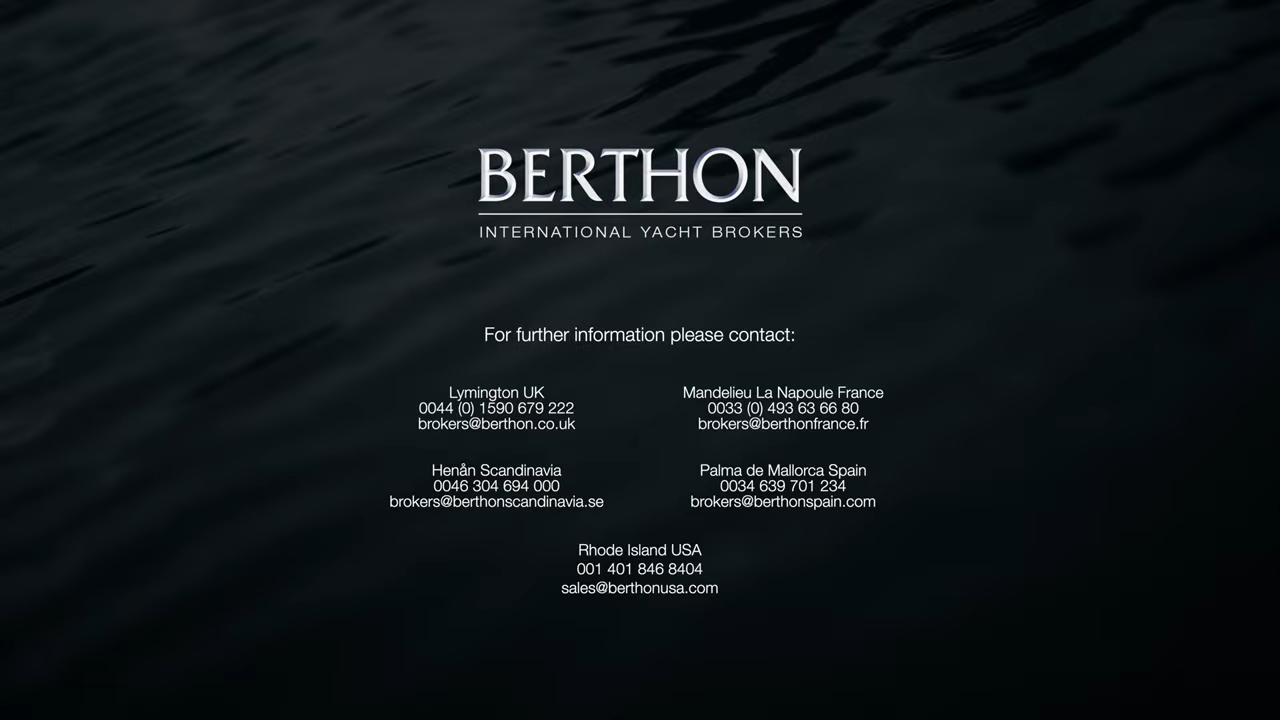 BERTHON
INTERNATIONAL YACHT BROKERS
For further information please contact:
Lymington UK
0044 (0) 1590 679 222
brokers@berthon.co.uk
Mandelieu La Napoule France
0033 (0) 493 63 66 80
brokers@berthonfrance.fr
Henån Scandinavia
0046 304 694 000
brokers@berthonscandinavia.se
Palma de Mallorca Spain
0034 639 701 234
brokers@berthonspain.com
Rhode Island USA
001 401 846 8404
sales@berthonusa.com